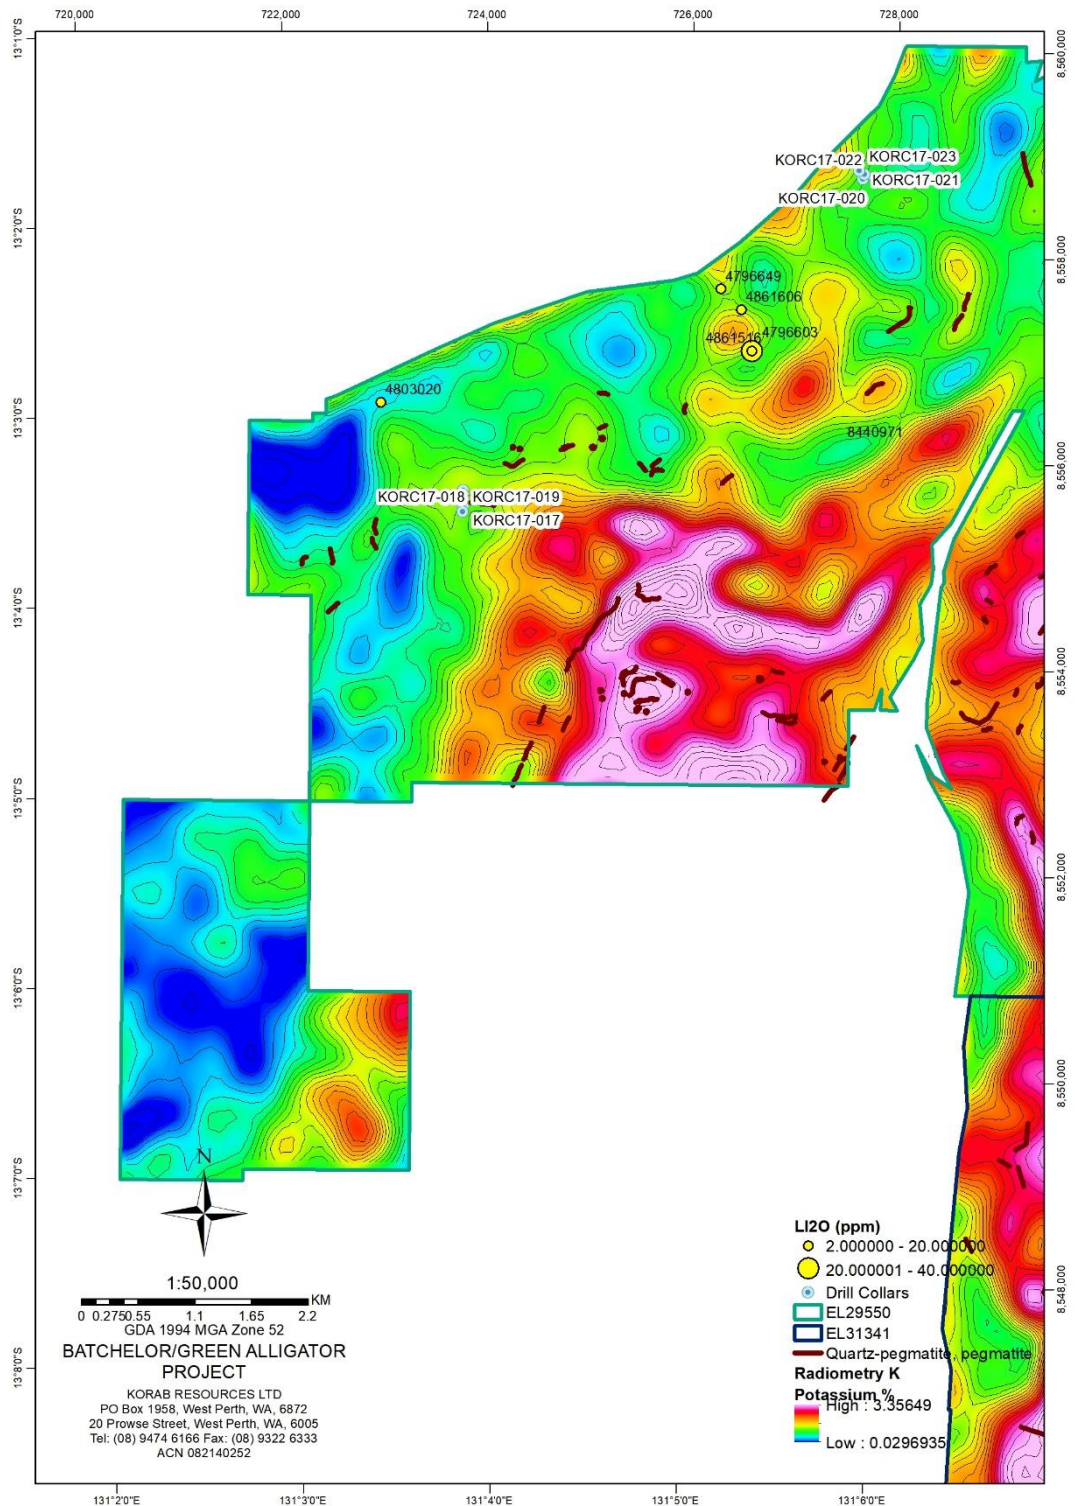 720,000 722,000 724,000 726,000 728,000
13°1'0"S
8,560,000
KORC17-022 KORC17-023
KORC17-021
KORC17-020
13°2'0"S
8,558,000
4796649
4861606
4861516 4796603
4803020
13°3'0"S
8440971
8,556,000
KORC17-018 KORC17-019
KORC17-017
13°4'0"S
8,554,000
13°5'0"S
8,552,000
13°6'0"S
8,550,000
13°7'0"S
N
1:50,000
KM
0 0.2750.55 1.1 1.65 2.2
GDA 1994 MGA Zone 52
BATCHELOR/GREEN ALLIGATOR
PROJECT
KORAB RESOURCES LTD
PO Box 1958, West Perth, WA, 6872
20 Prowse Street, West Perth, WA, 6005
Tel: (08) 9474 6166 Fax: (08) 9322 6333
ACN 082140252
LI2O (ppm)
2.000000 - 20.000000
20.000001 - 40.000000
Drill Collars
EL29550
EL31341
Quartz-pegmatite, pegmatite
Radiometry K
Potassium %
High : 3.35649
Low : 0.0296935
8,548,000
13°8'0"S
131°2'0"E 131°3'0"E 131°4'0"E 131°5'0"E 131°6'0"E